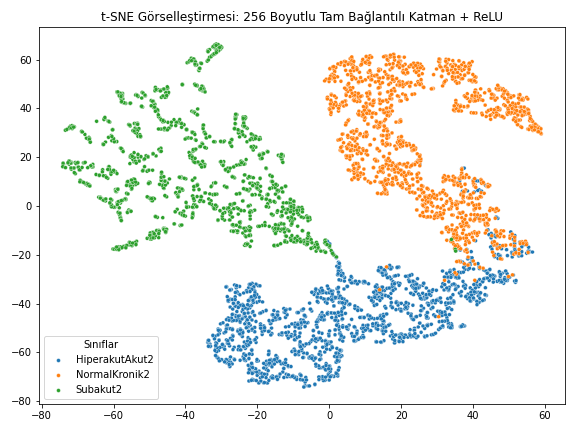 t-SNE Görselleştirmesi: 256 Boyutlu Tam Bağlantılı Katman + ReLU
60
40
20
0
−20
−40
−60
−80
Sınıflar
HiperakutAkut2
NormalKronik2
Subakut2
−80 −60 −40 −20 0 20 40 60